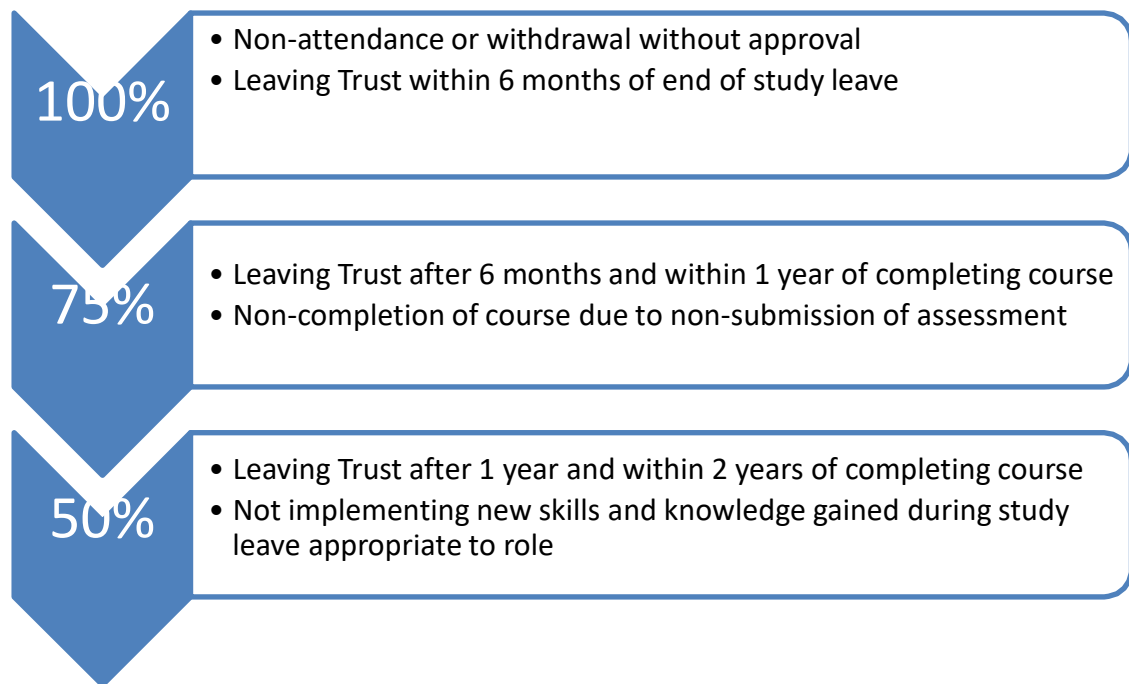 100%
• Non-attendance or withdrawal without approval
• Leaving Trust within 6 months of end of study leave
75%
• Leaving Trust after 6 months and within 1 year of completing course
• Non-completion of course due to non-submission of assessment
50%
• Leaving Trust after 1 year and within 2 years of completing course
• Not implementing new skills and knowledge gained during study
leave appropriate to role